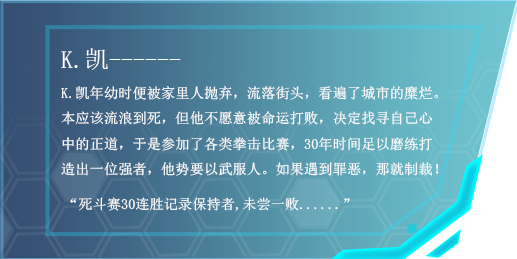 K.凯------
K.凯年幼时便被家里人抛弃，流落街头，看遍了城市的糜烂。
本应该流浪到死，但他不愿意被命运打败，决定找寻自己心
中的正道，于是参加了各类拳击比赛，30年时间足以磨练打
造出一位强者，他势要以武服人。如果遇到罪恶，那就制裁！
“死斗赛30连胜记录保持者,未尝一败......”